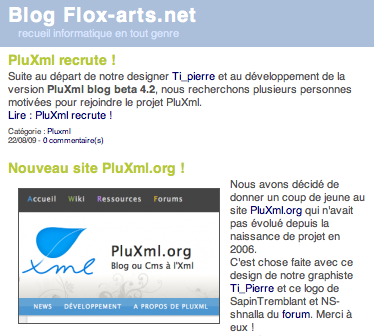 Blog Flox-arts.net
recueil informatique en tout genre
PluXml recrute !
Suite au départ de notre designer Ti_pierre et au développement de la
version PluXml blog beta 4.2, nous recherchons plusieurs personnes
motivées pour rejoindre le projet PluXml.
Lire : PluXml recrute !
Catégorie : Pluxml
22/08/09 - 0 commentaire(s)
Nouveau site PluXml.org !
Accueil Wiki Ressources Forums
xml
PluXml.org
Blog ou Cms à l'Xml
NEWS DÉVELOPPEMENT A PROPOS DE PLUXML
Nous avons décidé de
donner un coup de jeune au
site PluXml.org qui n'avait
pas évolué depuis la
naissance de projet en
2006.
C'est chose faite avec ce
design de notre graphiste
Ti_Pierre et ce logo de
SapinTremblant et NS-
shnalla du forum. Merci à
eux !